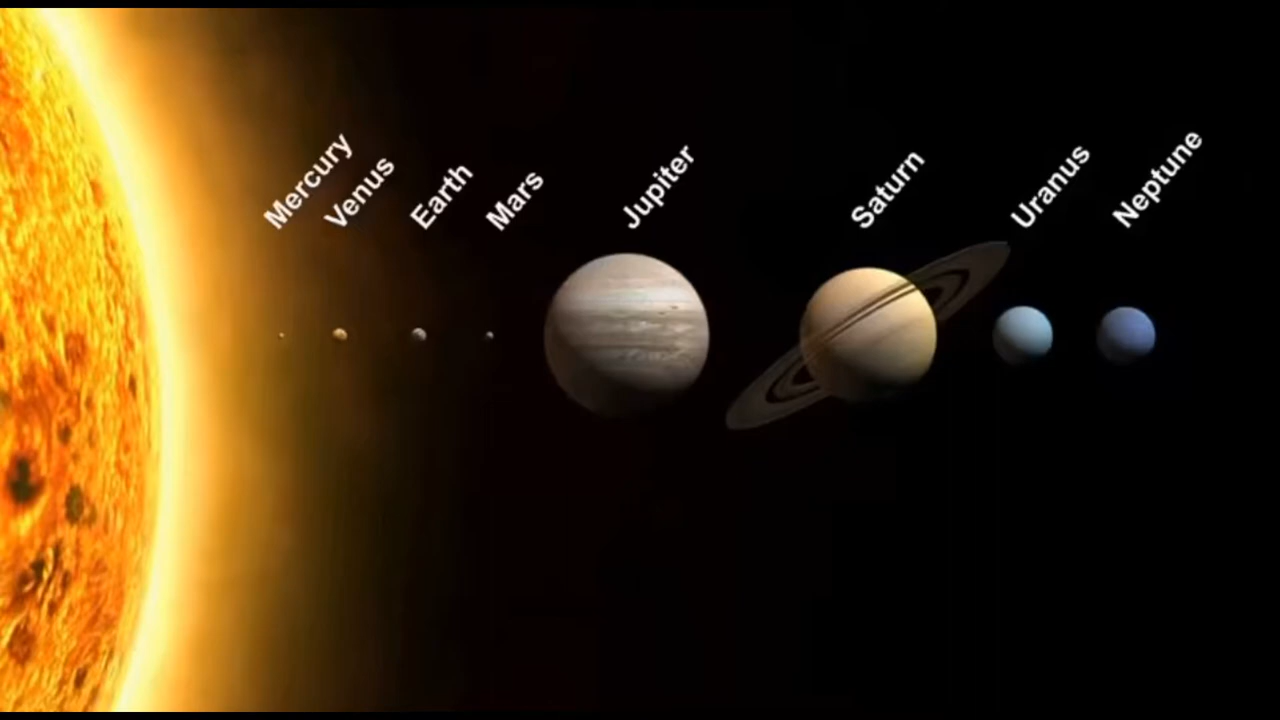 Mercury
Venus
Earth
Mars
Jupiter
Saturn
Uranus
Neptune